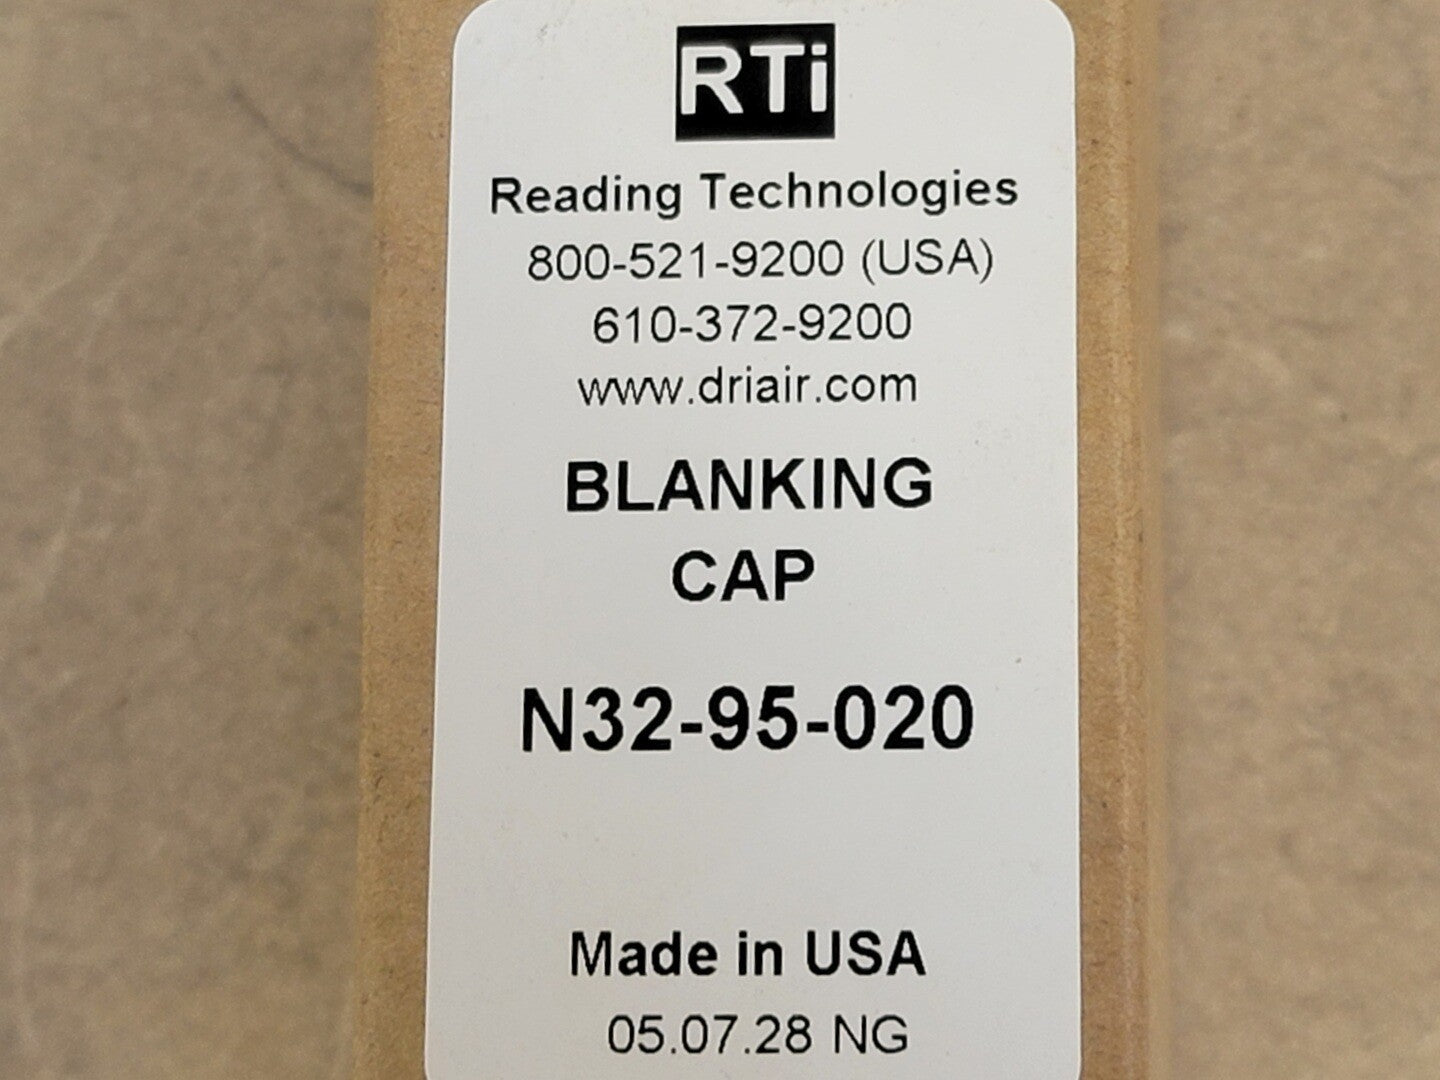 RTi
Reading Technologies
800-521-9200 (USA)
610-372-9200
www.driair.com
BLANKING
CAP
N32-95-020
Made in USA
05.07.28 NG